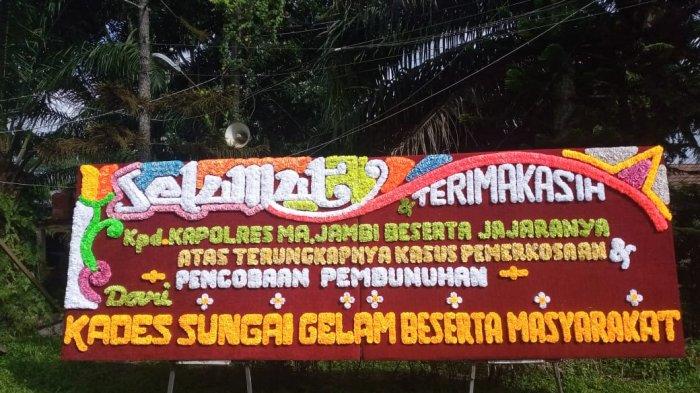 Selamat & TERIMAKASIH
Kpd. KAPOLRES MA, JAMBI BESERTA JAJARANYA
ATAS TERUNGKAPNYA KASUS PEMERKOSAAN &
PENCOBAAN PEMBUNUHAN
Dari
KADES SUNGAI GELAM BESERTA MASYARAKAT